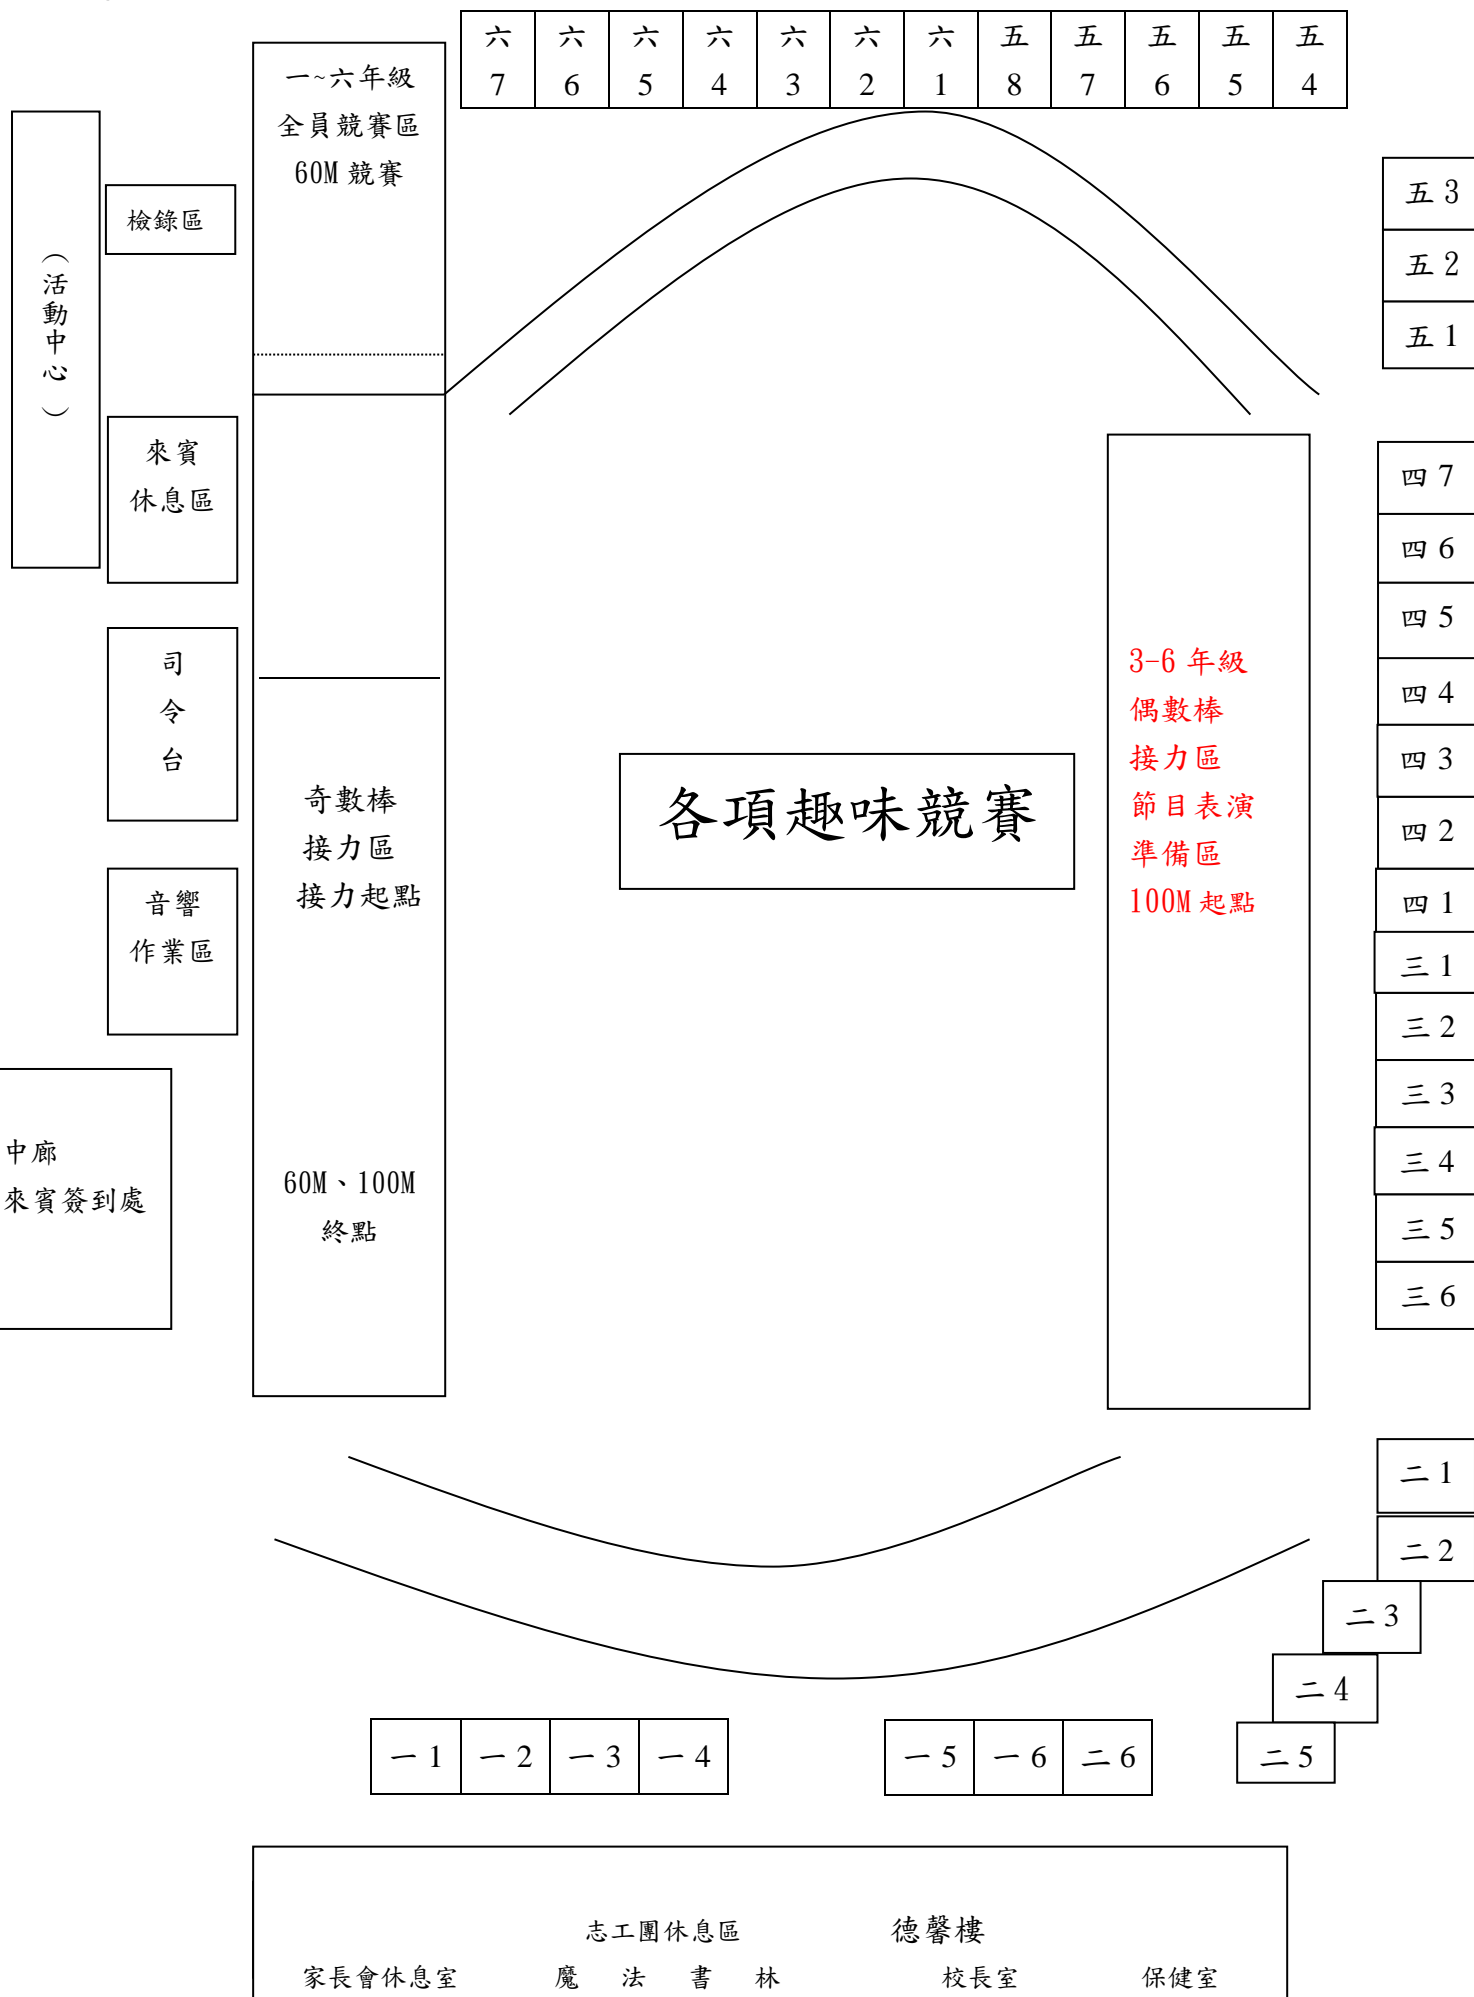 六 六 六 六 六 六 六 五 五 五 五 五
7 6 5 4 3 2 1 8 7 6 5 4
一~六年級
全員競賽區
60M 競賽
(活動中心)
檢錄區
五 3
五 2
五 1
來賓
休息區
司
令
台
音響
作業區
中廊
來賓簽到處
奇數棒
接力區
接力起點
60M、100M
終點
各項趣味競賽
3-6 年級
偶數棒
接力區
節目表演
準備區
100M 起點
四 7
四 6
四 5
四 4
四 3
四 2
四 1
三 1
三 2
三 3
三 4
三 5
三 6
二 1
二 2
二 3
二 4
二 5
一 1 一 2 一 3 一 4 一 5 一 6 二 6
志工團休息區 德馨樓
家長會休息室 魔 法 書 林 校長室 保健室